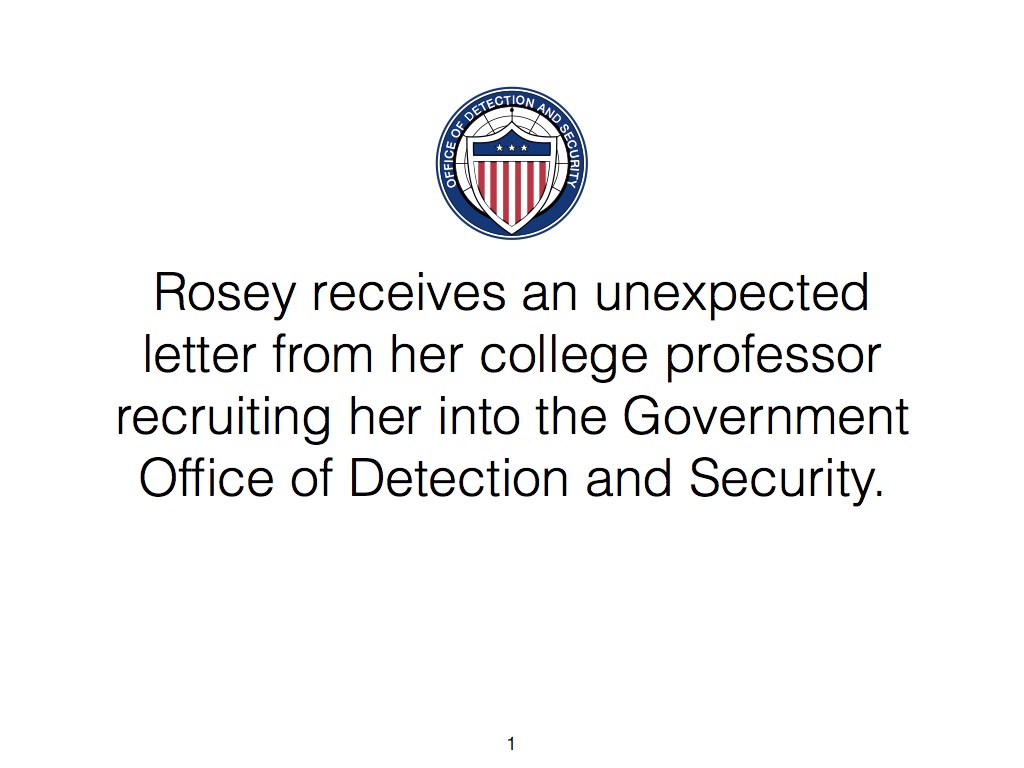 OFFICE OF DETECTION AND SECURITY
Rosey receives an unexpected
letter from her college professor
recruiting her into the Government
Office of Detection and Security.
1